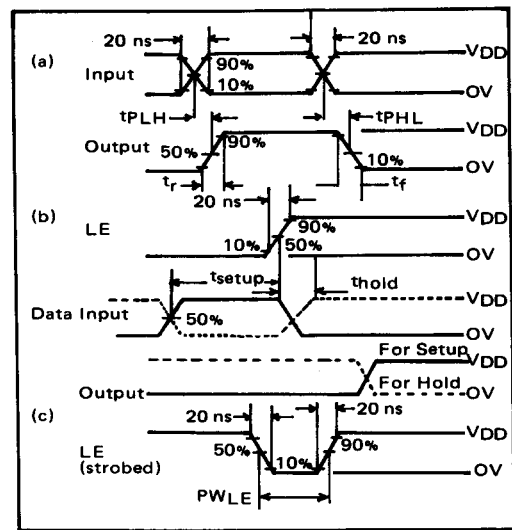 20 ns 20 ns
(a) VDD
Input 90%
10% OV
tPLH tPHL
VDD
Output 90%
50% 10%
OV
tr tf
20 ns
(b)
LE 90% VDD
10% 50%
OV
tsetup thold
VDD
Data Input 50%
OV
For Setup
VDD
For Hold
Output OV
(c) 20 ns 20 ns
VDD
LE 50% 90%
(strobed) 10%
OV
PWLE